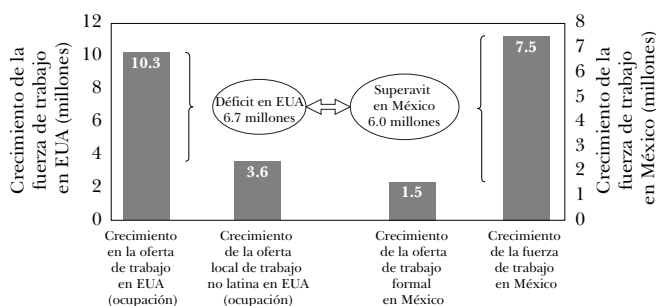 Crecimiento de la
fuerza de trabajo
en EUA (millones)
12
10
8
6
4
2
0
10.3
3.6
1.5
7.5
Déficit en EUA
6.7 millones
Superavit
en México
6.0 millones
8
7
6
5
4
3
2
1
0
Crecimiento de la
fuerza de trabajo
en México (millones)
Crecimiento
en la oferta
de trabajo
en EUA
(ocupación)
Crecimiento
de la oferta
local de trabajo
no latina en EUA
(ocupación)
Crecimiento
de la oferta
de trabajo
formal
en México
Crecimiento
de la fuerza
de trabajo
en México